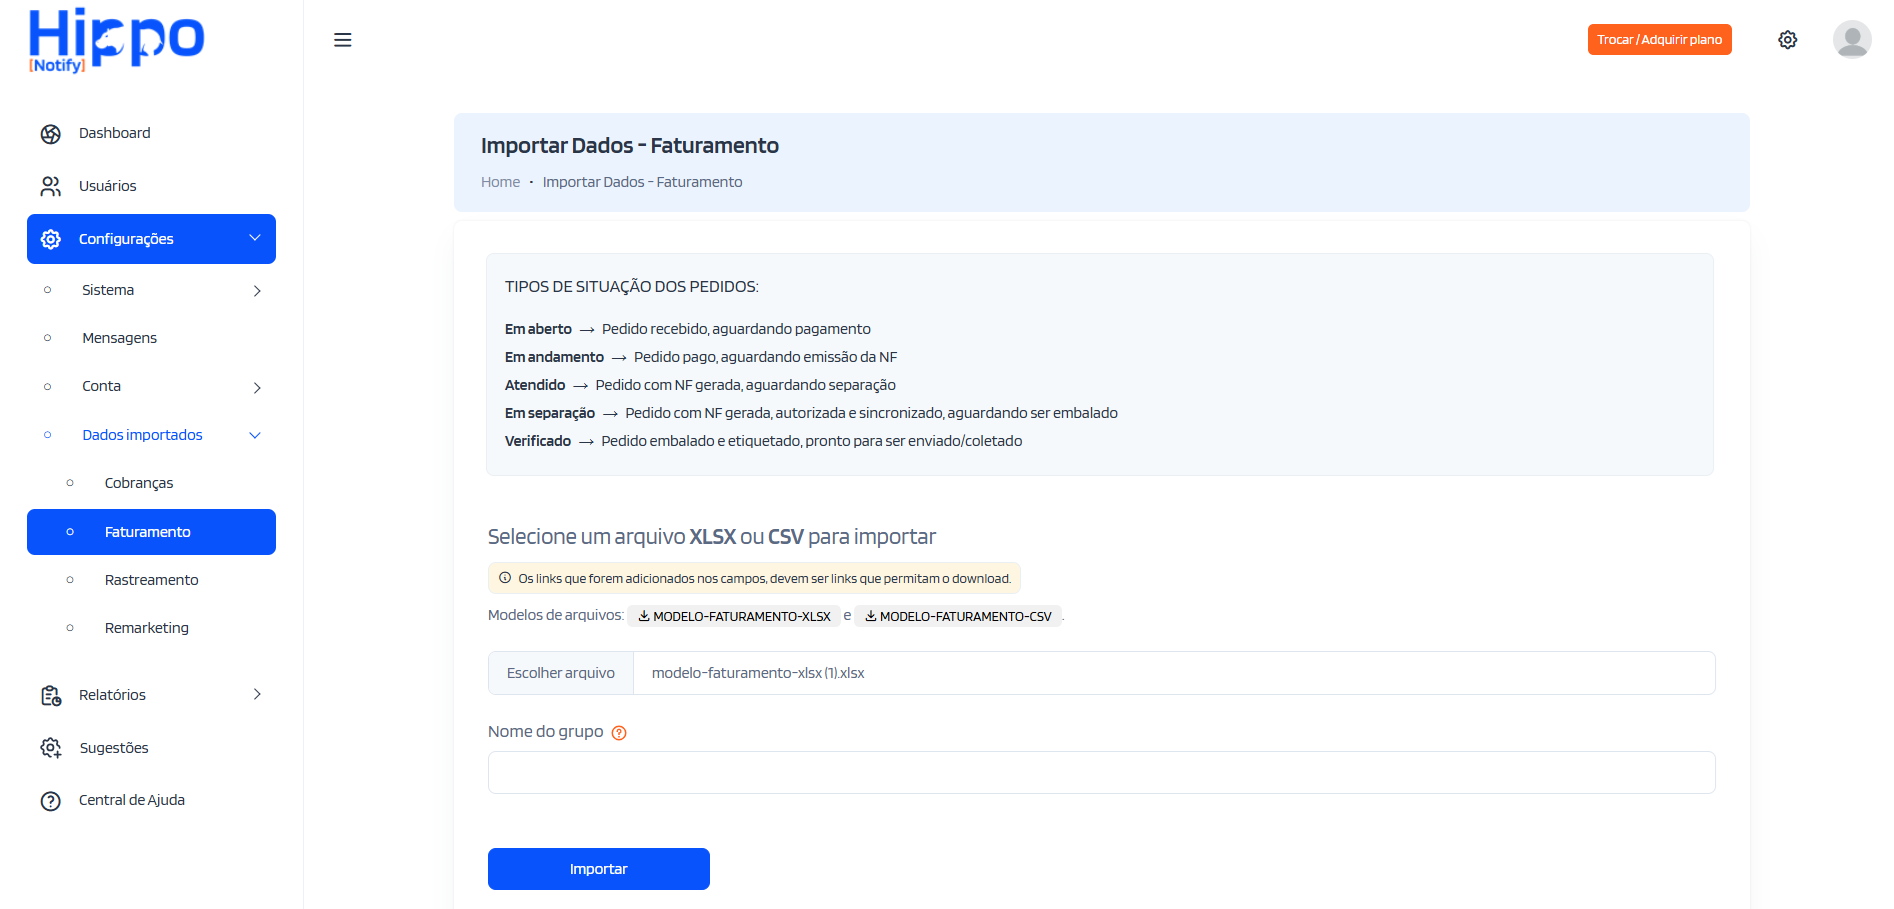 Hippo
[Notify]
Trocar / Adquirir plano
Dashboard
Usuários
Configurações
Sistema
Mensagens
Conta
Dados importados
Cobranças
Faturamento
Rastreamento
Remarketing
Relatórios
Sugestões
Central de Ajuda
Importar Dados - Faturamento
Home • Importar Dados - Faturamento
TIPOS DE SITUAÇÃO DOS PEDIDOS:
Em aberto → Pedido recebido, aguardando pagamento
Em andamento → Pedido pago, aguardando emissão da NF
Atendido → Pedido com NF gerada, aguardando separação
Em separação → Pedido com NF gerada, autorizada e sincronizado, aguardando ser embalado
Verificado → Pedido embalado e etiquetado, pronto para ser enviado/coletado
Selecione um arquivo XLSX ou CSV para importar
Os links que forem adicionados nos campos, devem ser links que permitam o download.
Modelos de arquivos: MODELO-FATURAMENTO-XLSX e MODELO-FATURAMENTO-CSV.
Escolher arquivo modelo-faturamento-xlsx (1).xlsx
Nome do grupo ?
Importar